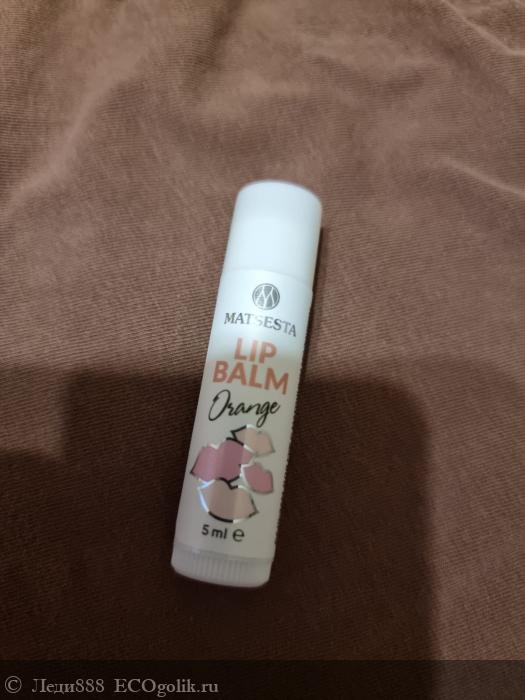 MATSESTA
LIP
BALM
Orange
5 ml ℮
© Леди888 ECOgolik.ru